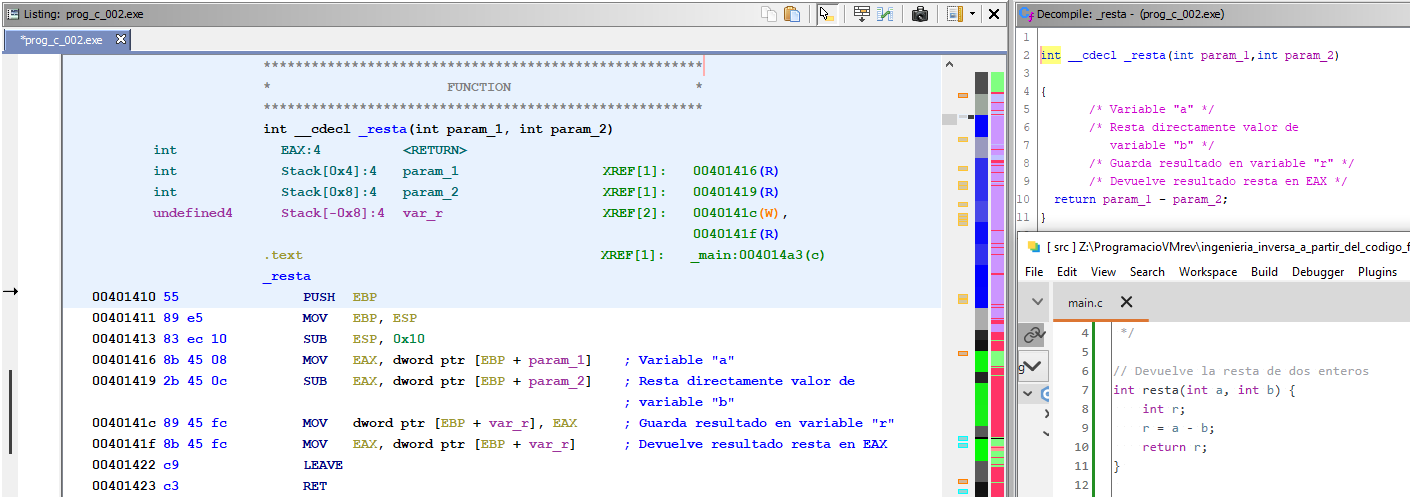 Listing: prog_c_002.exe
*prog_c_002.exe
*******************************************************
* FUNCTION *
*******************************************************
int __cdecl _resta(int param_1, int param_2)
int EAX:4 <RETURN>
int Stack[0x4]:4 param_1 XREF[1]: 00401416(R)
int Stack[0x8]:4 param_2 XREF[1]: 00401419(R)
undefined4 Stack[-0x8]:4 var_r XREF[2]: 0040141c(W),
0040141f(R)
.text XREF[1]: _main:004014a3(c)
_resta
00401410 55 PUSH EBP
00401411 89 e5 MOV EBP, ESP
00401413 83 ec 10 SUB ESP, 0x10
00401416 8b 45 08 MOV EAX, dword ptr [EBP + param_1] ; Variable "a"
00401419 2b 45 0c SUB EAX, dword ptr [EBP + param_2] ; Resta directamente valor de
; variable "b"
0040141c 89 45 fc MOV dword ptr [EBP + var_r], EAX ; Guarda resultado en variable "r"
0040141f 8b 45 fc MOV EAX, dword ptr [EBP + var_r] ; Devuelve resultado resta en EAX
00401422 c9 LEAVE
00401423 c3 RET
Decompile: _resta - (prog_c_002.exe)
1
2 int __cdecl _resta(int param_1,int param_2)
3
4 {
5 /* Variable "a" */
6 /* Resta directamente valor de
7 variable "b" */
8 /* Guarda resultado en variable "r" */
9 /* Devuelve resultado resta en EAX */
10 return param_1 - param_2;
11 }
[ src ] Z:\ProgramacioVMrev\ingenieria_inversa_a_partir_del_codigo_f
File Edit View Search Workspace Build Debugger Plugins
main.c
4 */
5
6 // Devuelve la resta de dos enteros
7 int resta(int a, int b) {
8 int r;
9 r = a - b;
10 return r;
11 }
12